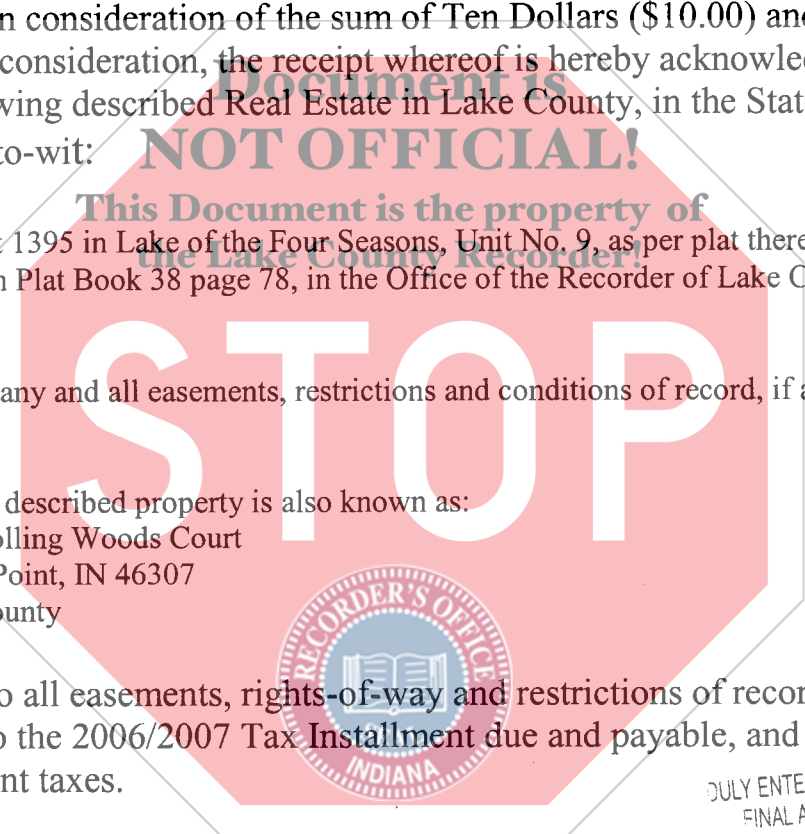 n consideration of the sum of Ten Dollars ($10.00) and
consideration, the receipt whereof is hereby acknowled
Document is
wing described Real Estate in Lake County, in the Stat
to-wit:
NOT OFFICIAL!
This Document is the property of
1395 in Lake of the Four Seasons, Unit No. 9, as per plat there
the Lake County Recorder!
n Plat Book 38 page 78, in the Office of the Recorder of Lake C
STOP
any and all easements, restrictions and conditions of record, if a
described property is also known as:
olling Woods Court
Point, IN 46307
ounty
RECORDER'S OFFICE
o all easements, rights-of-way and restrictions of recor
o the 2006/2007 Tax Installment due and payable, and
INDIANA
nt taxes.
DULY ENTE
FINAL A